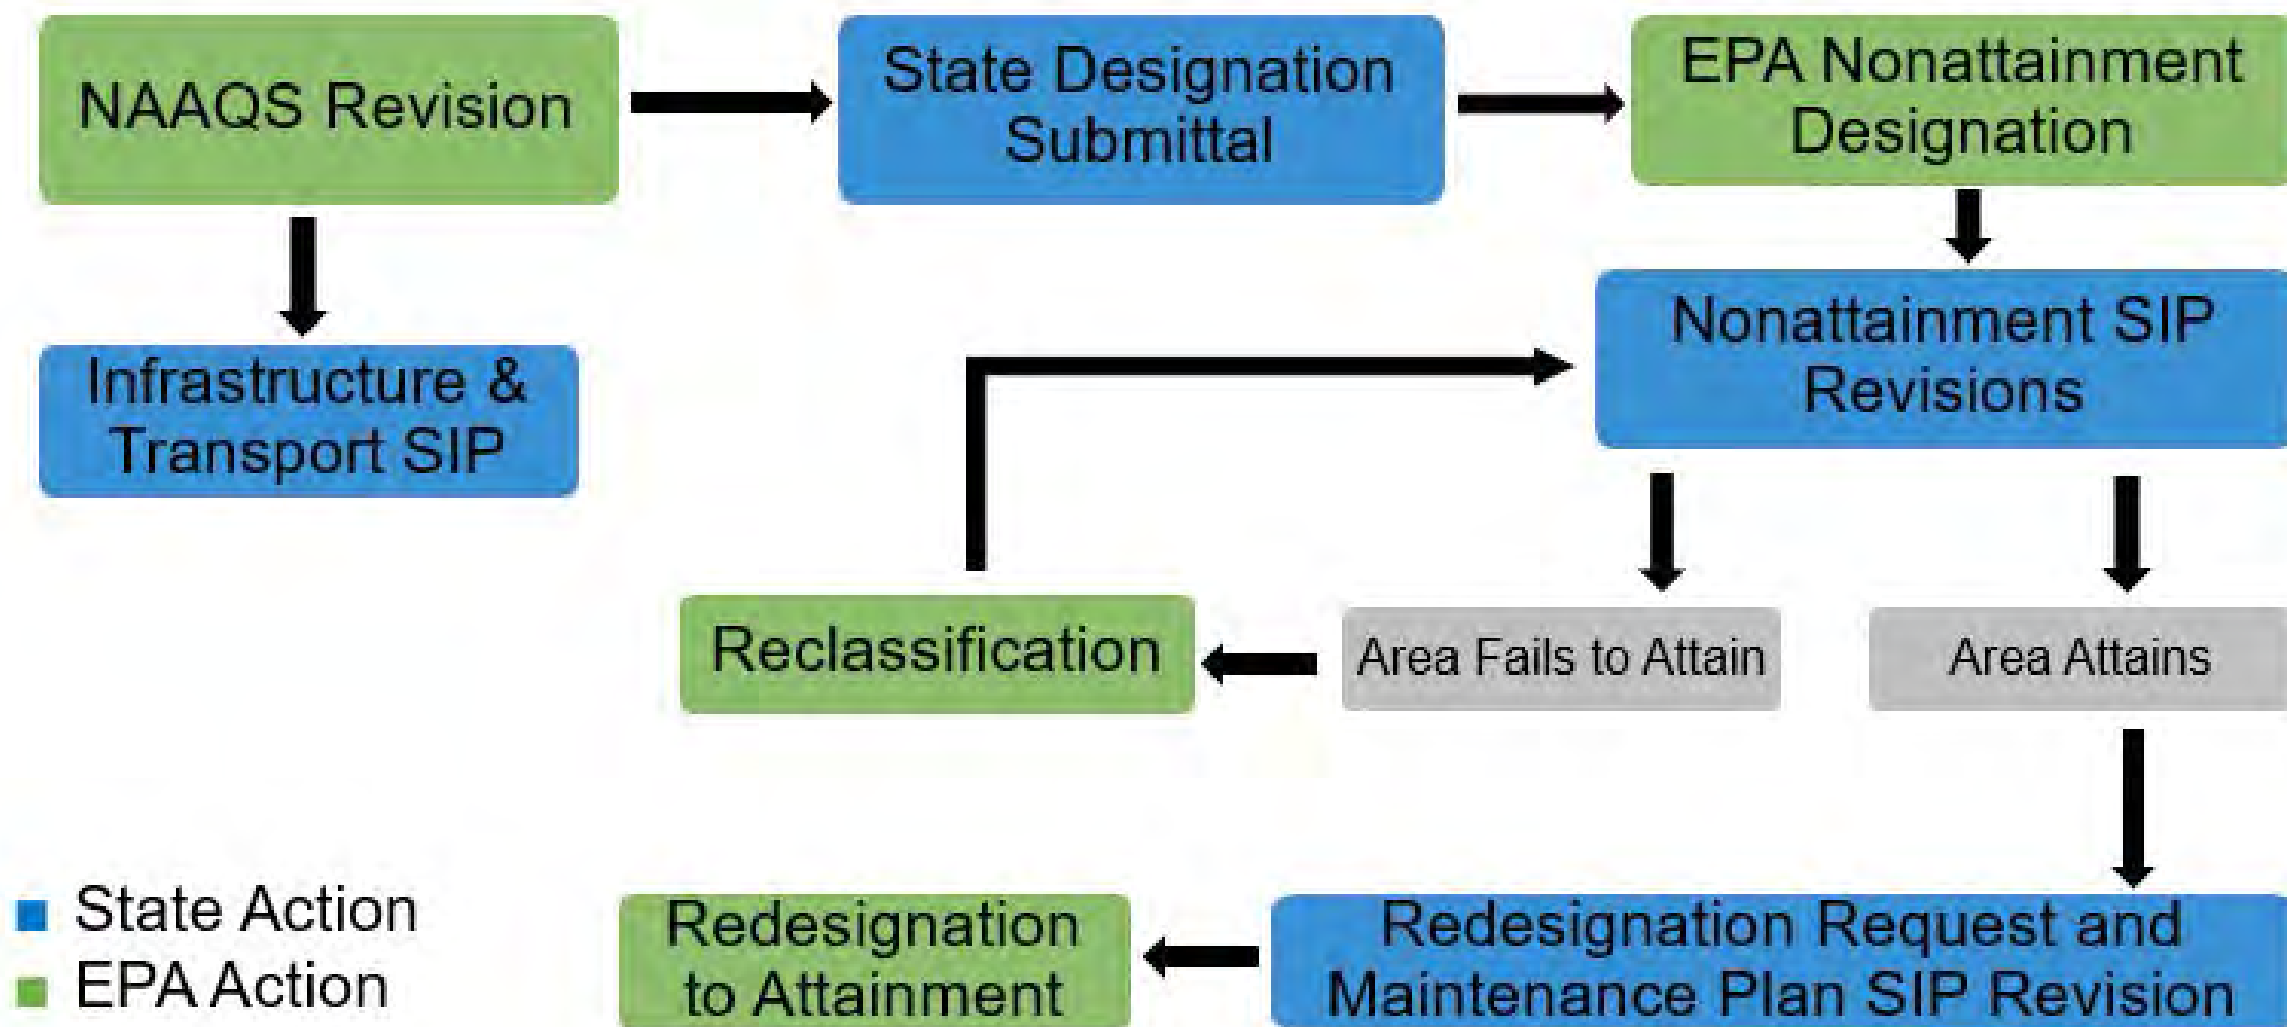 NAAQS Revision
State Designation
Submittal
EPA Nonattainment
Designation
Infrastructure &
Transport SIP
Nonattainment SIP
Revisions
Reclassification
Area Fails to Attain
Area Attains
State Action
EPA Action
Redesignation
to Attainment
Redesignation Request and
Maintenance Plan SIP Revision